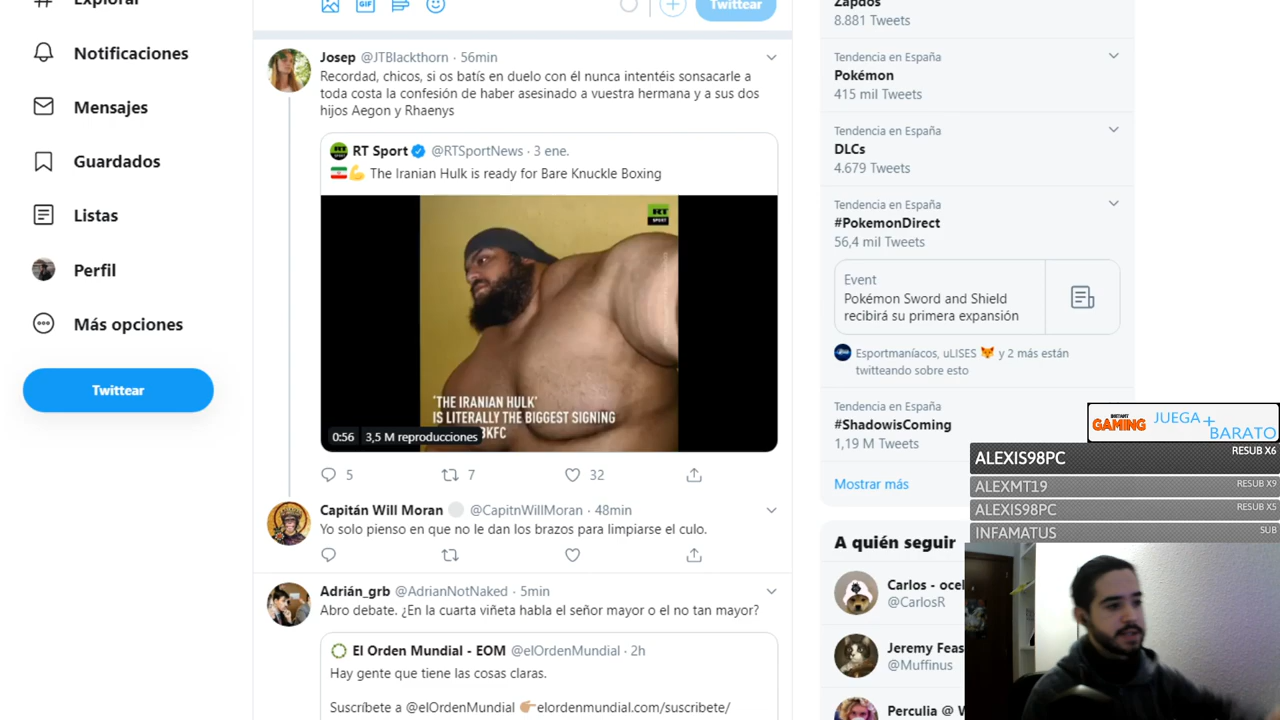 Explorar
Notificaciones
Mensajes
Guardados
Listas
Perfil
Más opciones
Twittear
GIF
Twittear
Josep @JTBlackthorn · 56min
Recordad, chicos, si os batís en duelo con él nunca intentéis sonsacarle a
toda costa la confesión de haber asesinado a vuestra hermana y a sus dos
hijos Aegon y Rhaenys
RT Sport @RTSportNews · 3 ene.
The Iranian Hulk is ready for Bare Knuckle Boxing
RT
SPORT
'THE IRANIAN HULK'
IS LITERALLY THE BIGGEST SIGNING
BKFC
0:56 3,5 M reproducciones
5 7 32
Capitán Will Moran @CapitnWillMoran · 48min
Yo solo pienso en que no le dan los brazos para limpiarse el culo.
Adrián_grb @AdrianNotNaked · 5min
Abro debate. ¿En la cuarta viñeta habla el señor mayor o el no tan mayor?
El Orden Mundial - EOM @elOrdenMundial · 2h
Hay gente que tiene las cosas claras.
Suscríbete a @elOrdenMundial 👉elordenmundial.com/suscribete/
Zapdos
8.881 Tweets
Tendencia en España
Pokémon
415 mil Tweets
Tendencia en España
DLCs
4.679 Tweets
Tendencia en España
#PokemonDirect
56,4 mil Tweets
Event
Pokémon Sword and Shield
recibirá su primera expansión
Esportmaníacos, uLISES 🦊 y 2 más están
twitteando sobre esto
Tendencia en España
#ShadowisComing
1,19 M Tweets
Mostrar más
A quién seguir
Carlos - ocel
@CarlosR
Jeremy Feas
@Muffinus
Perculia @ W
INSTANT
GAMING
JUEGA+
BARATO
ALEXIS98PC RESUB X6
ALEXMT19 RESUB X9
ALEXIS98PC RESUB X5
INFAMATUS SUB